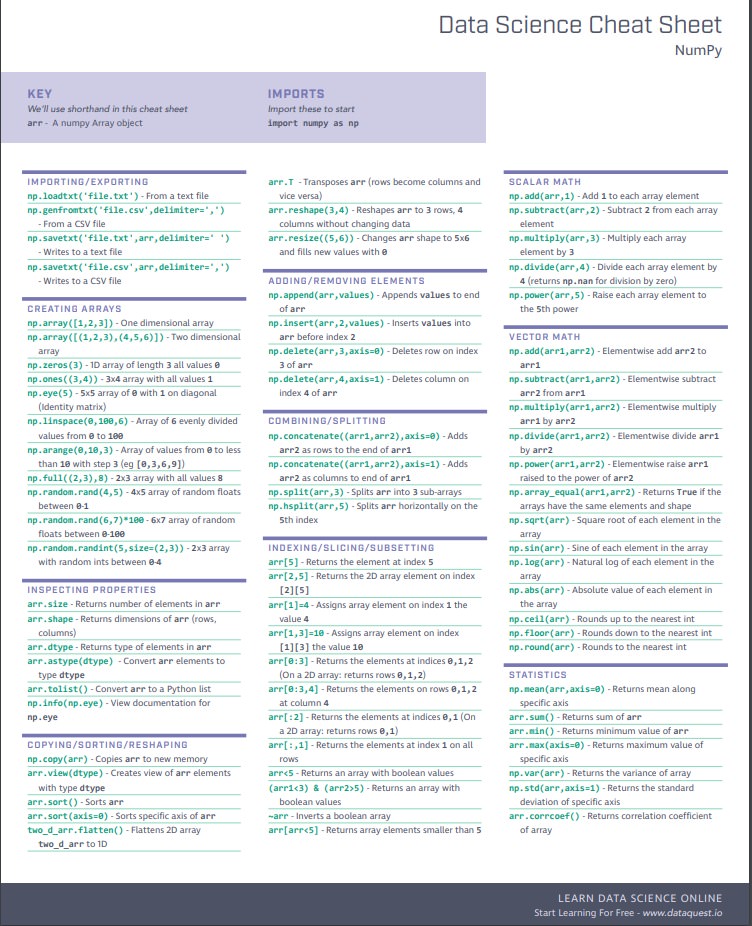 Data Science Cheat Sheet
NumPy
KEY
We'll use shorthand in this cheat sheet
arr - A numpy Array object
IMPORTS
Import these to start
import numpy as np
IMPORTING/EXPORTING
np.loadtxt('file.txt') - From a text file
np.genfromtxt('file.csv',delimiter=',')
- From a CSV file
np.savetxt('file.txt',arr,delimiter=' ')
- Writes to a text file
np.savetxt('file.csv',arr,delimiter=',')
- Writes to a CSV file
CREATING ARRAYS
np.array([1,2,3]) - One dimensional array
np.array([(1,2,3),(4,5,6)]) - Two dimensional
array
np.zeros(3) - 1D array of length 3 all values 0
np.ones((3,4)) - 3x4 array with all values 1
np.eye(5) - 5x5 array of 0 with 1 on diagonal
(Identity matrix)
np.linspace(0,100,6) - Array of 6 evenly divided
values from 0 to 100
np.arange(0,10,3) - Array of values from 0 to less
than 10 with step 3 (eg [0,3,6,9])
np.full((2,3),8) - 2x3 array with all values 8
np.random.rand(4,5) - 4x5 array of random floats
between 0-1
np.random.rand(6,7)*100 - 6x7 array of random
floats between 0-100
np.random.randint(5,size=(2,3)) - 2x3 array
with random ints between 0-4
INSPECTING PROPERTIES
arr.size - Returns number of elements in arr
arr.shape - Returns dimensions of arr (rows,
columns)
arr.dtype - Returns type of elements in arr
arr.astype(dtype) - Convert arr elements to
type dtype
arr.tolist() - Convert arr to a Python list
np.info(np.eye) - View documentation for
np.eye
COPYING/SORTING/RESHAPING
np.copy(arr) - Copies arr to new memory
arr.view(dtype) - Creates view of arr elements
with type dtype
arr.sort() - Sorts arr
arr.sort(axis=0) - Sorts specific axis of arr
two_d_arr.flatten() - Flattens 2D array
two_d_arr to 1D
arr.T - Transposes arr (rows become columns and
vice versa)
arr.reshape(3,4) - Reshapes arr to 3 rows, 4
columns without changing data
arr.resize((5,6)) - Changes arr shape to 5x6
and fills new values with 0
ADDING/REMOVING ELEMENTS
np.append(arr,values) - Appends values to end
of arr
np.insert(arr,2,values) - Inserts values into
arr before index 2
np.delete(arr,3,axis=0) - Deletes row on index
3 of arr
np.delete(arr,4,axis=1) - Deletes column on
index 4 of arr
COMBINING/SPLITTING
np.concatenate((arr1,arr2),axis=0) - Adds
arr2 as rows to the end of arr1
np.concatenate((arr1,arr2),axis=1) - Adds
arr2 as columns to end of arr1
np.split(arr,3) - Splits arr into 3 sub-arrays
np.hsplit(arr,5) - Splits arr horizontally on the
5th index
INDEXING/SLICING/SUBSETTING
arr[5] - Returns the element at index 5
arr[2,5] - Returns the 2D array element on index
[2][5]
arr[1]=4 - Assigns array element on index 1 the
value 4
arr[1,3]=10 - Assigns array element on index
[1][3] the value 10
arr[0:3] - Returns the elements at indices 0,1,2
(On a 2D array: returns rows 0,1,2)
arr[0:3,4] - Returns the elements on rows 0,1,2
at column 4
arr[:2] - Returns the elements at indices 0,1 (On
a 2D array: returns rows 0,1)
arr[:,1] - Returns the elements at index 1 on all
rows
arr<5 - Returns an array with boolean values
(arr1<3) & (arr2>5) - Returns an array with
boolean values
~arr - Inverts a boolean array
arr[arr<5] - Returns array elements smaller than 5
SCALAR MATH
np.add(arr,1) - Add 1 to each array element
np.subtract(arr,2) - Subtract 2 from each array
element
np.multiply(arr,3) - Multiply each array
element by 3
np.divide(arr,4) - Divide each array element by
4 (returns np.nan for division by zero)
np.power(arr,5) - Raise each array element to
the 5th power
VECTOR MATH
np.add(arr1,arr2) - Elementwise add arr2 to
arr1
np.subtract(arr1,arr2) - Elementwise subtract
arr2 from arr1
np.multiply(arr1,arr2) - Elementwise multiply
arr1 by arr2
np.divide(arr1,arr2) - Elementwise divide arr1
by arr2
np.power(arr1,arr2) - Elementwise raise arr1
raised to the power of arr2
np.array_equal(arr1,arr2) - Returns True if the
arrays have the same elements and shape
np.sqrt(arr) - Square root of each element in the
array
np.sin(arr) - Sine of each element in the array
np.log(arr) - Natural log of each element in the
array
np.abs(arr) - Absolute value of each element in
the array
np.ceil(arr) - Rounds up to the nearest int
np.floor(arr) - Rounds down to the nearest int
np.round(arr) - Rounds to the nearest int
STATISTICS
np.mean(arr,axis=0) - Returns mean along
specific axis
arr.sum() - Returns sum of arr
arr.min() - Returns minimum value of arr
arr.max(axis=0) - Returns maximum value of
specific axis
np.var(arr) - Returns the variance of array
np.std(arr,axis=1) - Returns the standard
deviation of specific axis
arr.corrcoef() - Returns correlation coefficient
of array
LEARN DATA SCIENCE ONLINE
Start Learning For Free - www.dataquest.io